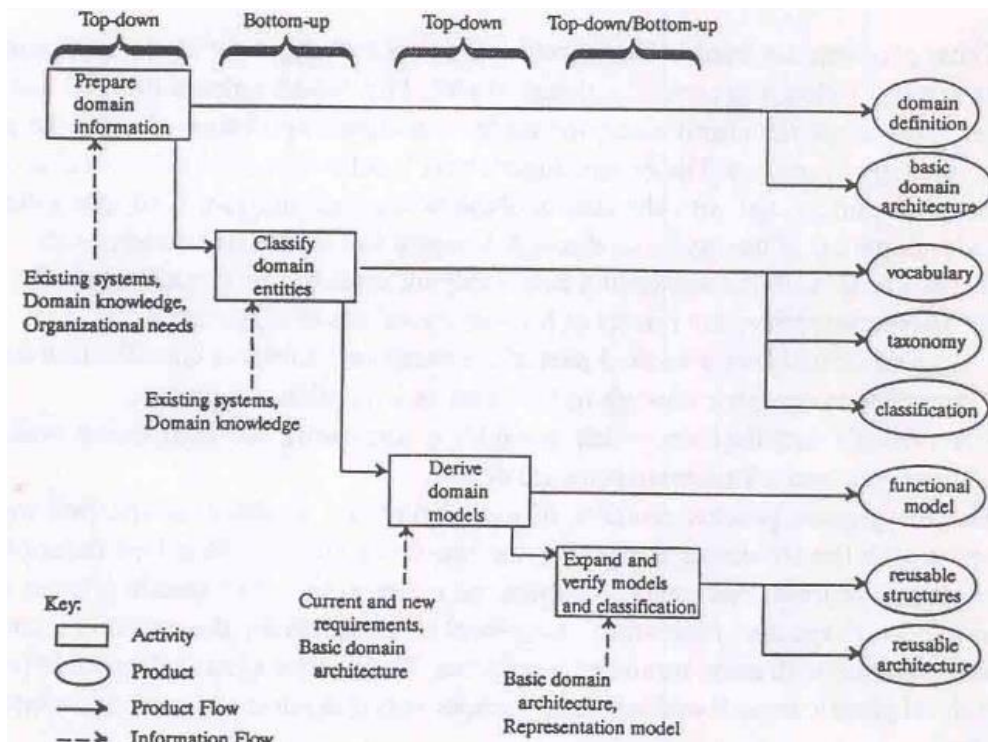 Top-down
Bottom-up
Top-down
Top-down/Bottom-up
Prepare
domain
information
domain
definition
basic
domain
architecture
Classify
domain
entities
vocabulary
Existing systems,
Domain knowledge,
Organizational needs
taxonomy
classification
Existing systems,
Domain knowledge
Derive
domain
models
functional
model
Expand and
verify models
and classification
reusable
structures
reusable
architecture
Current and new
requirements,
Basic domain
architecture
Basic domain
architecture,
Representation model
Key:
Activity
Product
Product Flow
Information Flow